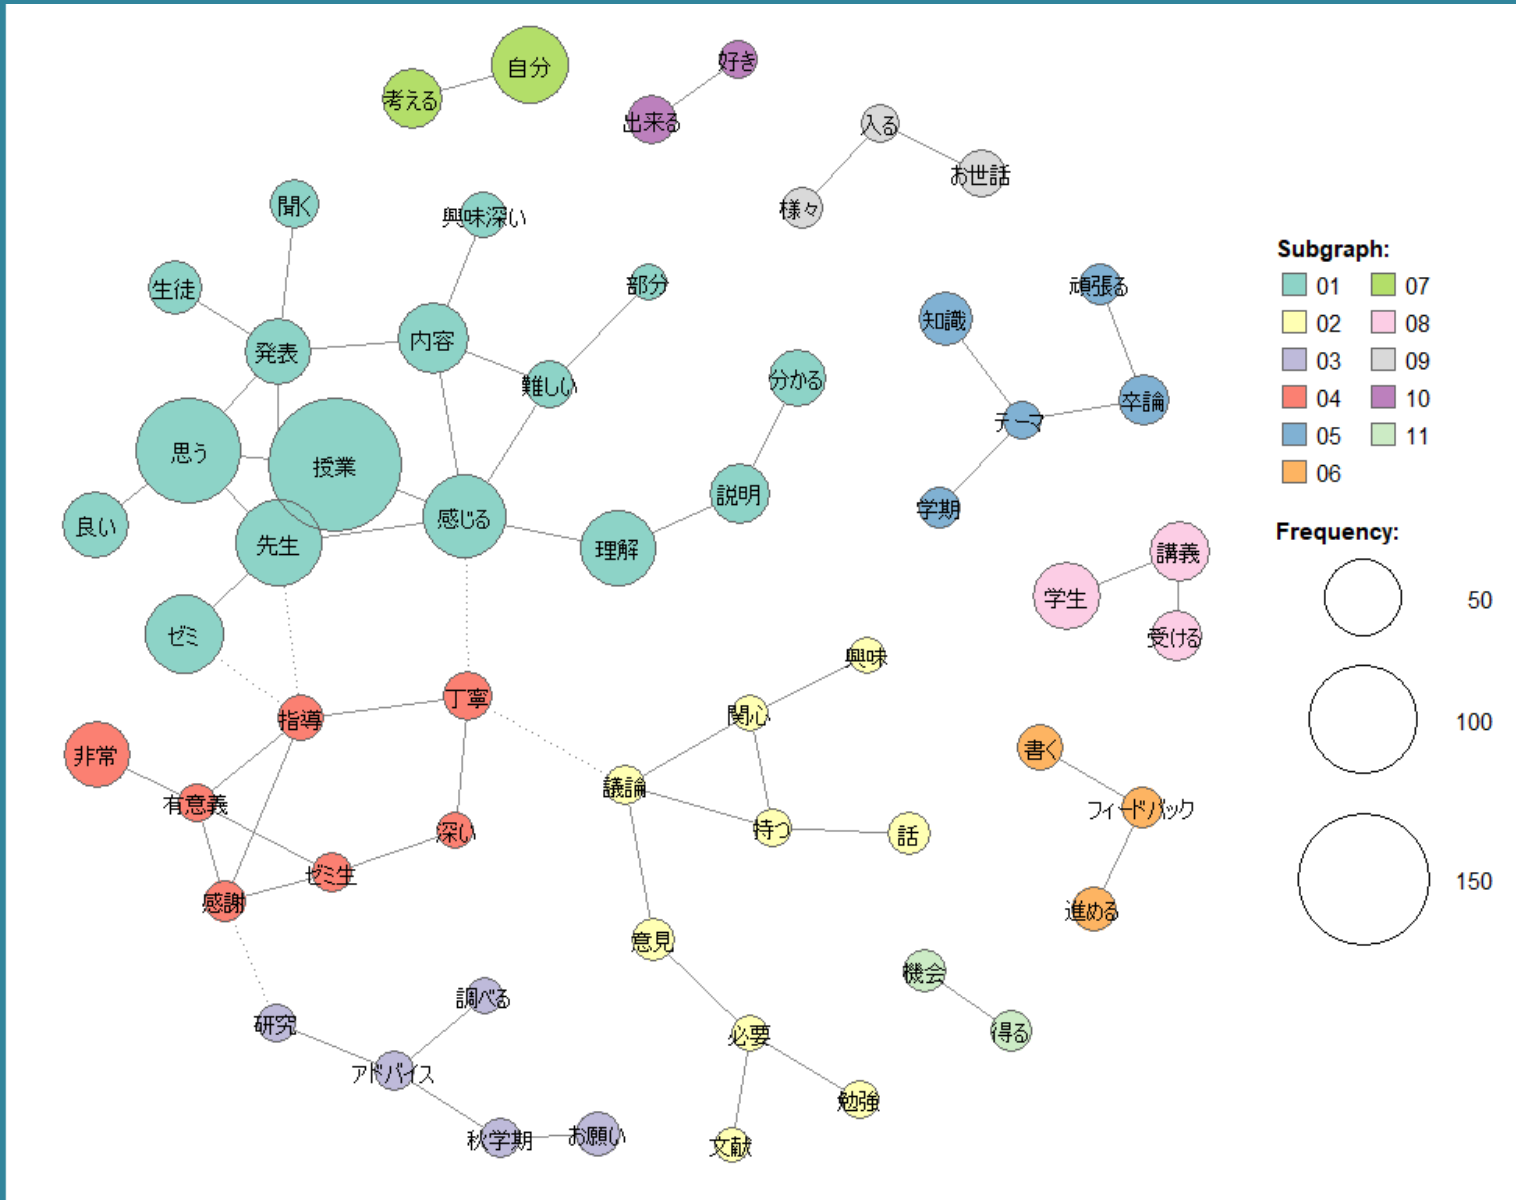 自分
考える
好き
出来る
入る
お世話
様々
聞く
興味深い
生徒
部分
発表
内容
難しい
分かる
思う
授業
良い
先生
感じる
説明
理解
ゼミ
知識
頑張る
テーマ
卒論
学期
講義
学生
受ける
丁寧
指導
非常
有意義
深い
ゼミ生
感謝
興味
関心
議論
持つ
話
意見
必要
勉強
文献
書く
フィードバック
進める
機会
得る
調べる
研究
アドバイス
秋学期
お願い
Subgraph:
01 07
02 08
03 09
04 10
05 11
06
Frequency:
50
100
150